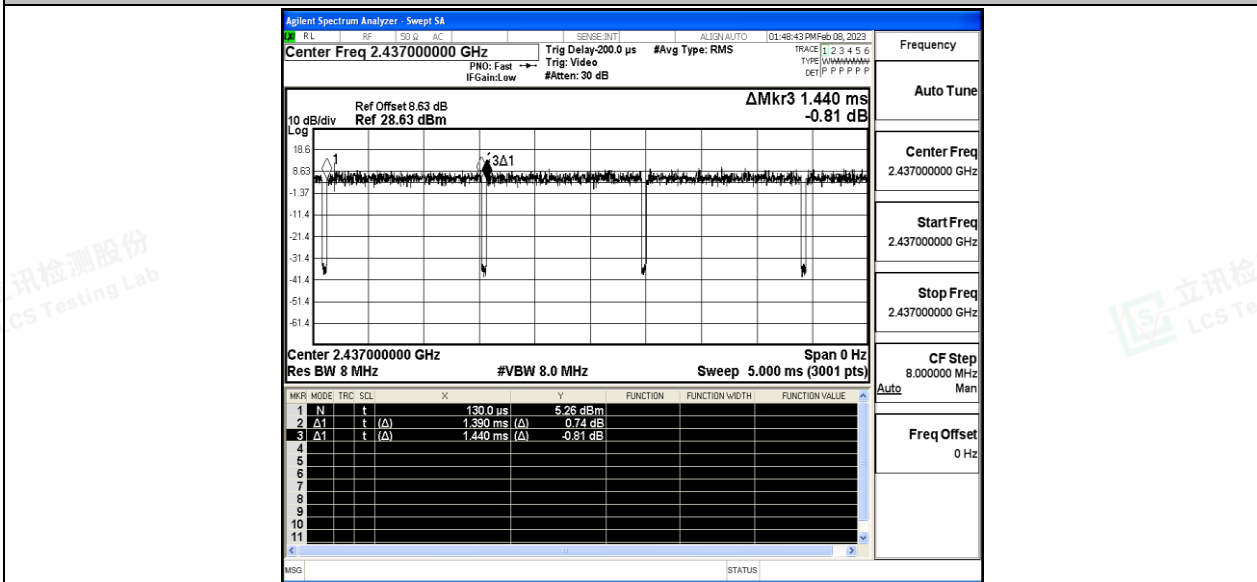 Agilent Spectrum Analyzer - Swept SA
RL RF 50 Ω AC SENSE:INT ALIGN AUTO 01:48:43 PM Feb 08, 2023
Center Freq 2.437000000 GHz
PNO: Fast
IFGain:Low
Trig Delay-200.0 µs
Trig: Video
#Atten: 30 dB
#Avg Type: RMS
TRACE 1 2 3 4 5 6
TYPE
DET P P P P P P
Frequency
Auto Tune
Center Freq
2.437000000 GHz
Start Freq
2.437000000 GHz
Stop Freq
2.437000000 GHz
CF Step
8.000000 MHz
Auto Man
Freq Offset
0 Hz
ΔMkr3 1.440 ms
-0.81 dB
Ref Offset 8.63 dB
10 dB/div Ref 28.63 dBm
Log
18.6
8.63
-1.37
-11.4
-21.4
-31.4
-41.4
-51.4
-61.4
1
3Δ1
Center 2.437000000 GHz Span 0 Hz
Res BW 8 MHz #VBW 8.0 MHz Sweep 5.000 ms (3001 pts)
MKR MODE TRC SCL X Y FUNCTION FUNCTION WIDTH FUNCTION VALUE
1 N t 130.0 µs 5.26 dBm
2 Δ1 t (Δ) 1.390 ms (Δ) 0.74 dB
3 Δ1 t (Δ) 1.440 ms (Δ) -0.81 dB
4
5
6
7
8
9
10
11
MSG STATUS
讯检测股份
LCS Testing Lab
立讯检
LCS Te